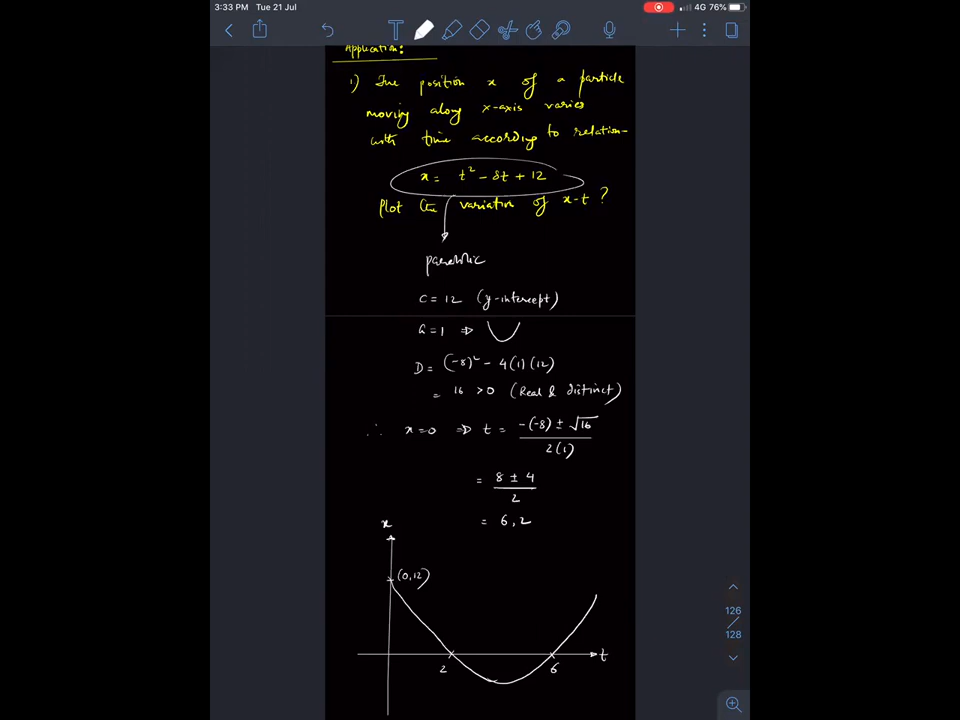 3:33 PM Tue 21 Jul
4G 76%
Application:
1) The position x of a particle
moving along x-axis varies
with time according to relation-
x = t² - 8t + 12
Plot the variation of x-t ?
parabolic
C = 12 (y-intercept)
a = 1 ⇒
D = (-8)² - 4(1)(12)
= 16 > 0 (Real & distinct)
∴ x=0 ⇒ t = -(-8) ± √16 / 2(1)
= 8 ± 4 / 2
= 6, 2
x
(0,12)
2
6
t
126
/
128